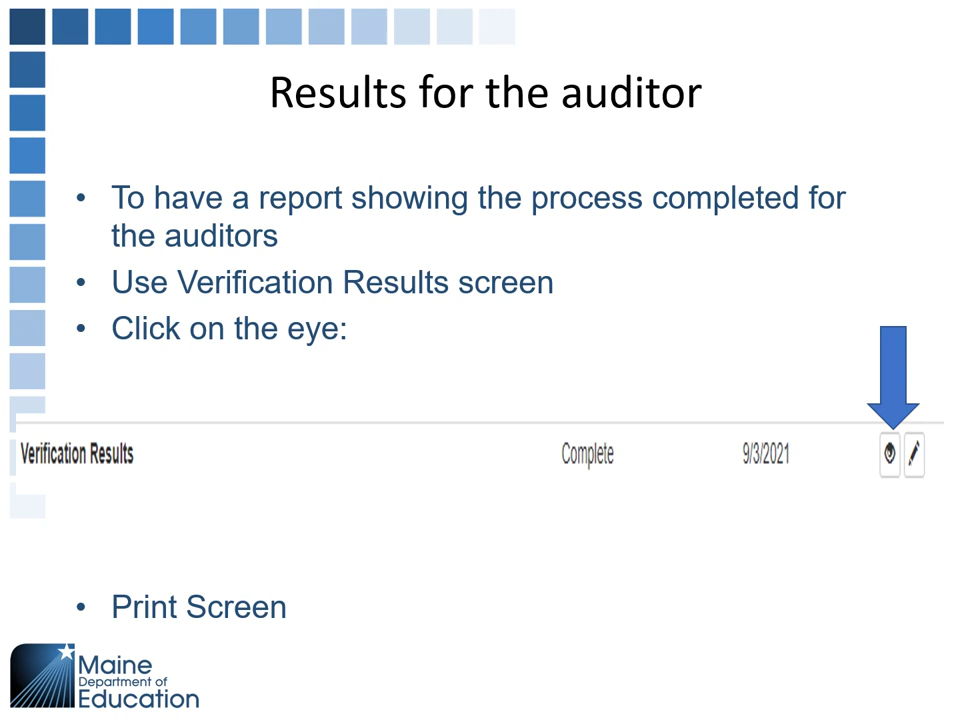 Results for the auditor
• To have a report showing the process completed for
the auditors
• Use Verification Results screen
• Click on the eye:
Verification Results Complete 9/3/2021
• Print Screen
Maine
Department of
Education